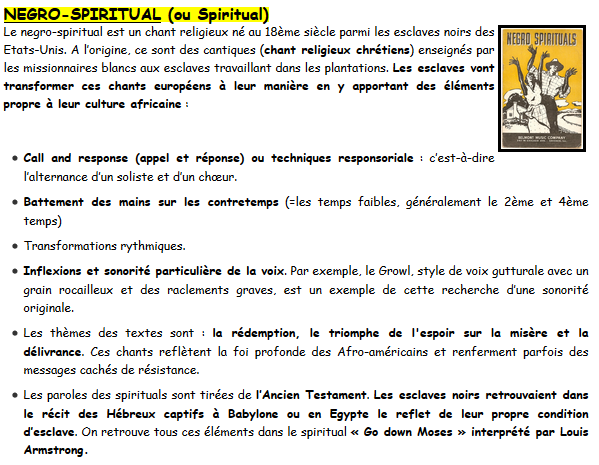 NEGRO-SPIRITUAL (ou Spiritual)
Le negro-spiritual est un chant religieux né au 18ème siècle parmi les esclaves noirs des
Etats-Unis. A l'origine, ce sont des cantiques (chant religieux chrétiens) enseignés par
les missionnaires blancs aux esclaves travaillant dans les plantations. Les esclaves vont
transformer ces chants européens à leur manière en y apportant des éléments
propre à leur culture africaine :
NEGRO SPIRITUALS
BELMONT MUSIC COMPANY
• Call and response (appel et réponse) ou techniques responsoriale : c'est-à-dire
l'alternance d'un soliste et d'un chœur.
• Battement des mains sur les contretemps (=les temps faibles, généralement le 2ème et 4ème
temps)
• Transformations rythmiques.
• Inflexions et sonorité particulière de la voix. Par exemple, le Growl, style de voix gutturale avec un
grain rocailleux et des raclements graves, est un exemple de cette recherche d'une sonorité
originale.
• Les thèmes des textes sont : la rédemption, le triomphe de l'espoir sur la misère et la
délivrance. Ces chants reflètent la foi profonde des Afro-américains et renferment parfois des
messages cachés de résistance.
• Les paroles des spirituals sont tirées de l'Ancien Testament. Les esclaves noirs retrouvaient dans
le récit des Hébreux captifs à Babylone ou en Egypte le reflet de leur propre condition
d'esclave. On retrouve tous ces éléments dans le spiritual « Go down Moses » interprété par Louis
Armstrong.